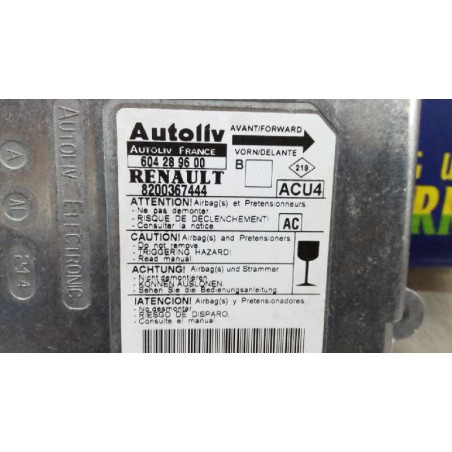 Autoliv
AVANT/FORWARD
AUTOLIV FRANCE
VORN/DELANTE
604 28 96 00
B
219
RENAULT
8200367444
ACU4
ATTENTION! Airbag(s) et Pretensionneurs
- Ne pas demonter
- RISQUE DE DECLENCHEMENT!
- Consulter la notice
AC
CAUTION! Airbag(s) and Pretensioners
- Do not remove
- TRIGGERING HAZARD!
- Read manual
ACHTUNG! Airbag(s) und Strammer
- Nicht demontieren
- KONNEN AUSLONEN.
- Sehen Sie die Bedienungsanleitung
!ATENCION! Airbag(s) y Pretensionadores.
- No desmontar
- RIESGO DE DISPARO.
- Consulte el manual
AUTOLIV ELECTRONIC
A